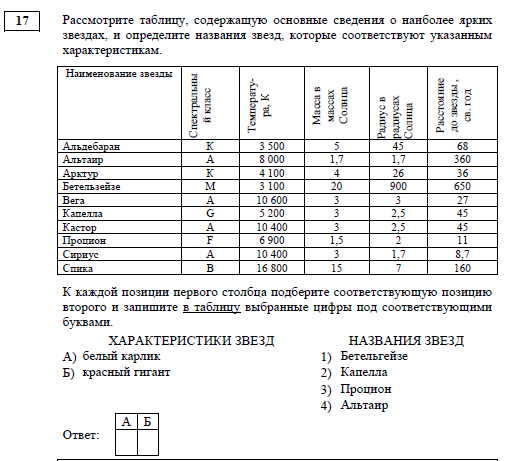 17
Рассмотрите таблицу, содержащую основные сведения о наиболее ярких
звездах, и определите названия звезд, которые соответствуют указанным
характеристикам.
Наименование звезды Спектральны й класс Температу- ра, К Масса в массах Солнца Радиус в радиусах Солнца Расстояние до звезды , св. год
Альдебаран K 3 500 5 45 68
Альтаир A 8 000 1,7 1,7 360
Арктур K 4 100 4 26 36
Бетельзейзе M 3 100 20 900 650
Вега A 10 600 3 3 27
Капелла G 5 200 3 2,5 45
Кастор A 10 400 3 2,5 45
Процион F 6 900 1,5 2 11
Сириус A 10 400 3 1,7 8,7
Спика B 16 800 15 7 160
К каждой позиции первого столбца подберите соответствующую позицию
второго и запишите в таблицу выбранные цифры под соответствующими
буквами.
ХАРАКТЕРИСТИКИ ЗВЕЗД НАЗВАНИЯ ЗВЕЗД
А) белый карлик 1) Бетельгейзе
Б) красный гигант 2) Капелла
3) Процион
4) Альтаир
А Б
Ответ: